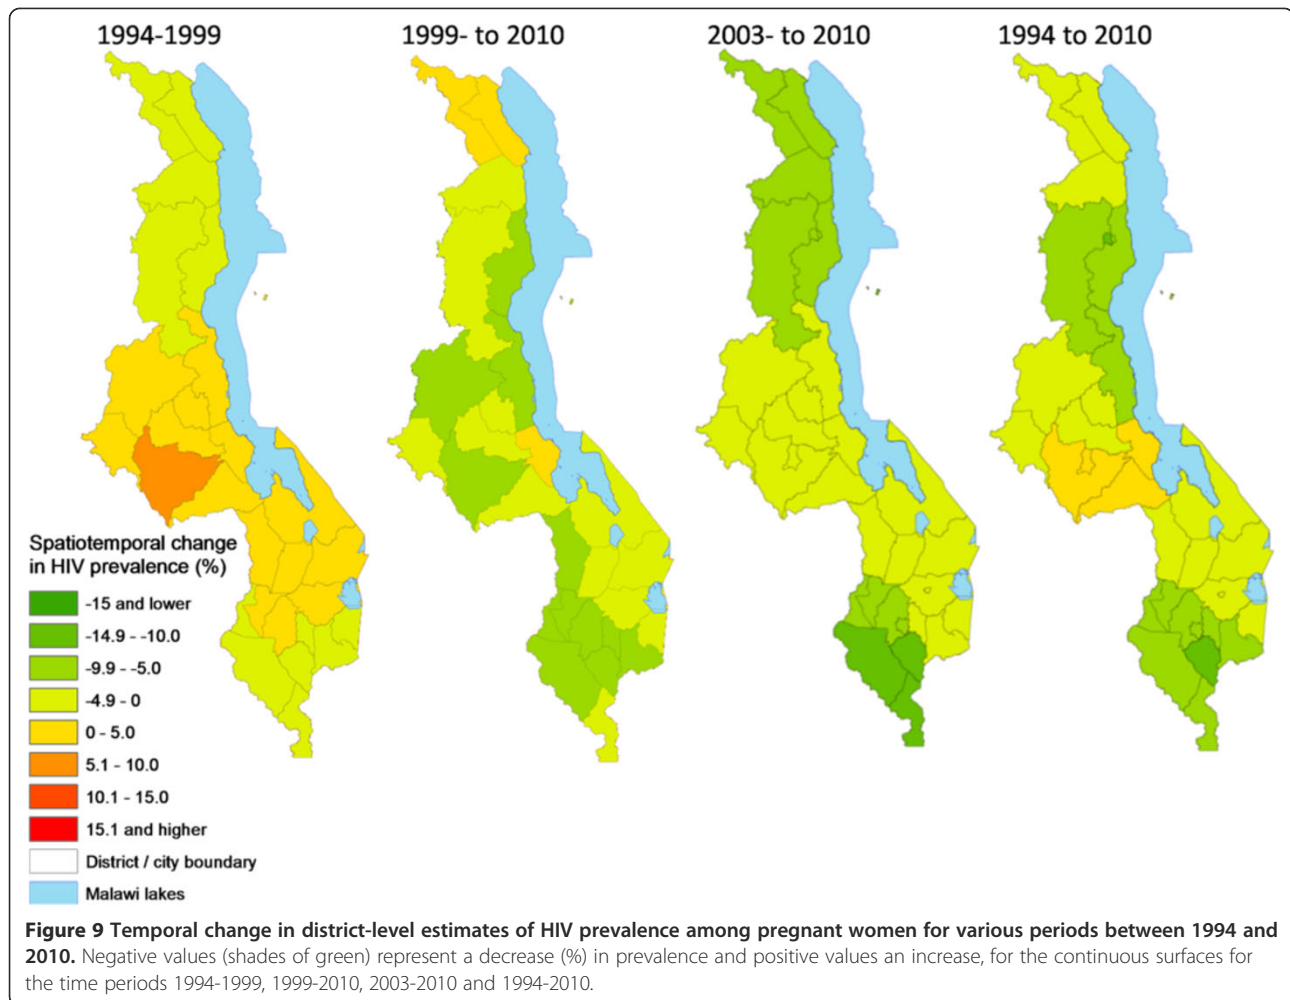 1994-1999
1999- to 2010
2003- to 2010
1994 to 2010
Spatiotemporal change
in HIV prevalence (%)
-15 and lower
-14.9 - -10.0
-9.9 - -5.0
-4.9 - 0
0 - 5.0
5.1 - 10.0
10.1 - 15.0
15.1 and higher
District / city boundary
Malawi lakes
Figure 9 Temporal change in district-level estimates of HIV prevalence among pregnant women for various periods between 1994 and
2010. Negative values (shades of green) represent a decrease (%) in prevalence and positive values an increase, for the continuous surfaces for
the time periods 1994-1999, 1999-2010, 2003-2010 and 1994-2010.